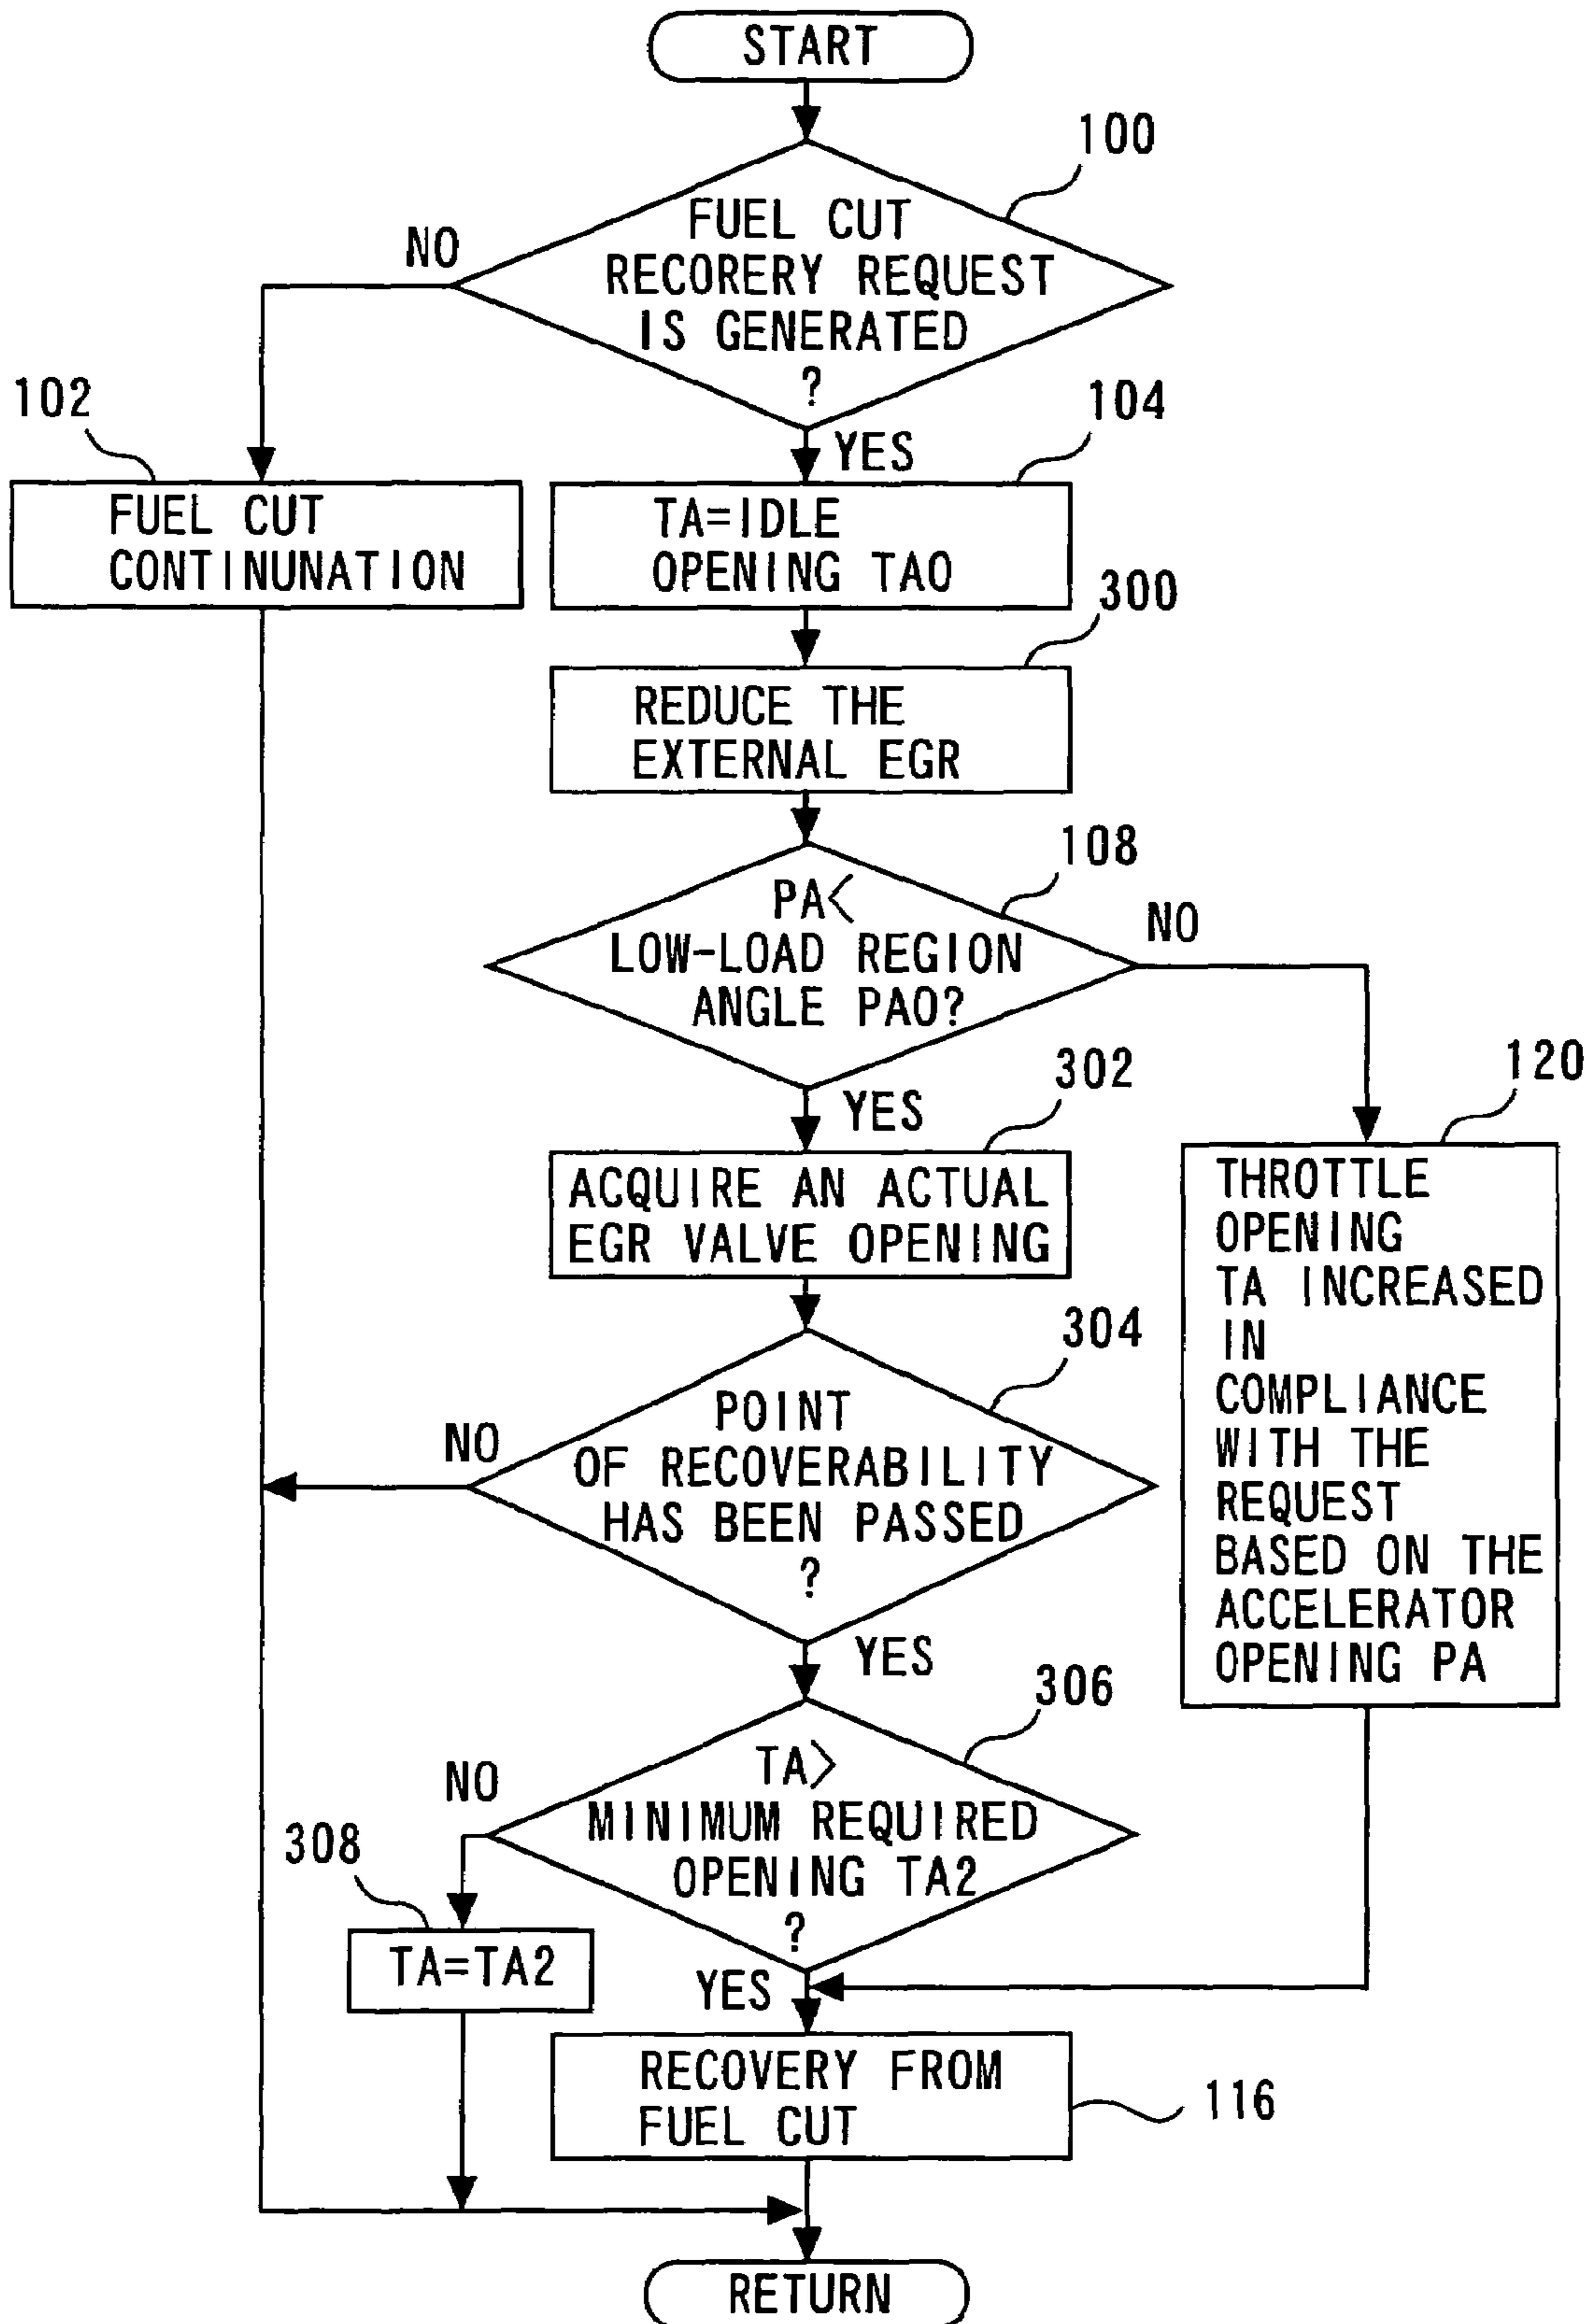 START
100
FUEL CUT
RECORERY REQUEST
IS GENERATED
?
NO
YES
102
FUEL CUT
CONTINUNATION
104
TA=IDLE
OPENING TA0
300
REDUCE THE
EXTERNAL EGR
108
PA<
LOW-LOAD REGION
ANGLE PA0?
NO
YES
302
ACQUIRE AN ACTUAL
EGR VALVE OPENING
120
THROTTLE
OPENING
TA INCREASED
IN
COMPLIANCE
WITH THE
REQUEST
BASED ON THE
ACCELERATOR
OPENING PA
304
POINT
OF RECOVERABILITY
HAS BEEN PASSED
?
NO
YES
306
TA>
MINIMUM REQUIRED
OPENING TA2
?
NO
YES
308
TA=TA2
RECOVERY FROM
FUEL CUT
116
RETURN